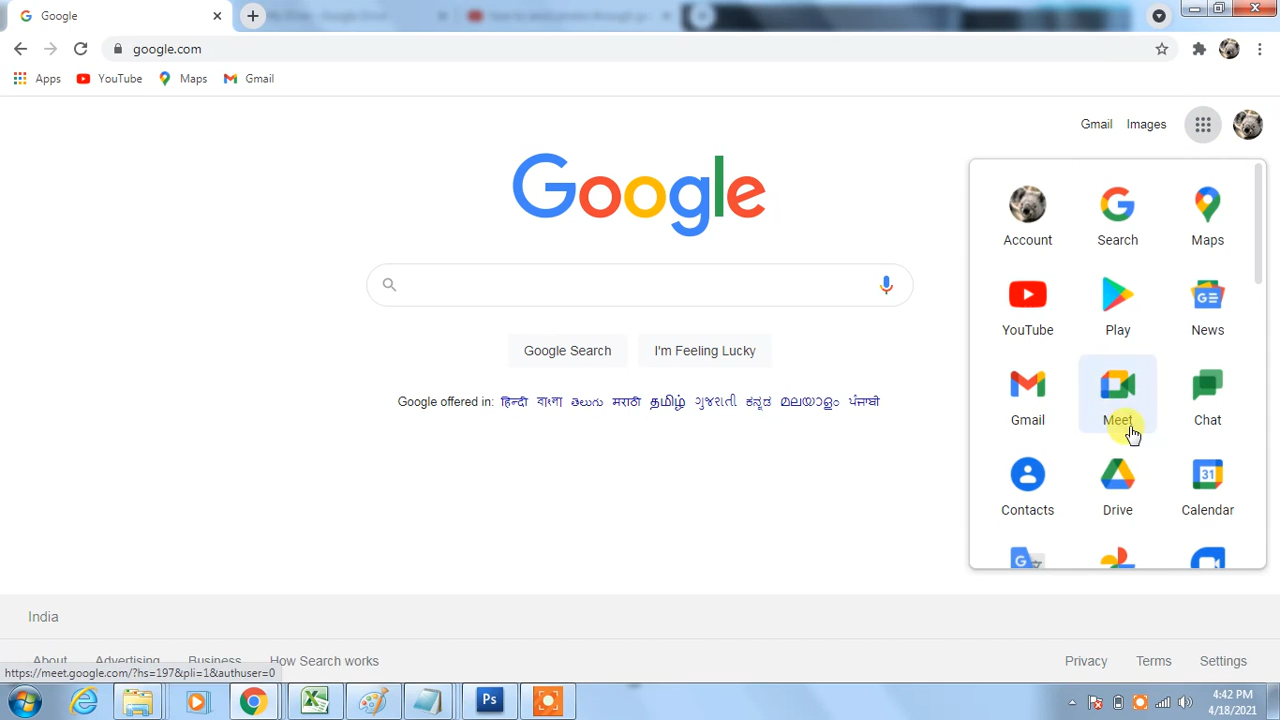 Google
google.com
Apps YouTube Maps Gmail
Gmail Images
Google
Account Search Maps
YouTube Play News
Google Search I'm Feeling Lucky
Google offered in: हिन्दी বাংলা తెలుగు मराठी தமிழ் ગુજરાતી ಕನ್ನಡ മലയാളം ਪੰਜਾਬੀ
Gmail Meet Chat
31
Contacts Drive Calendar
India
About Advertising Business How Search works Privacy Terms Settings
https://meet.google.com/?hs=197&pli=1&authuser=0
Ps
4:42 PM
4/18/2021